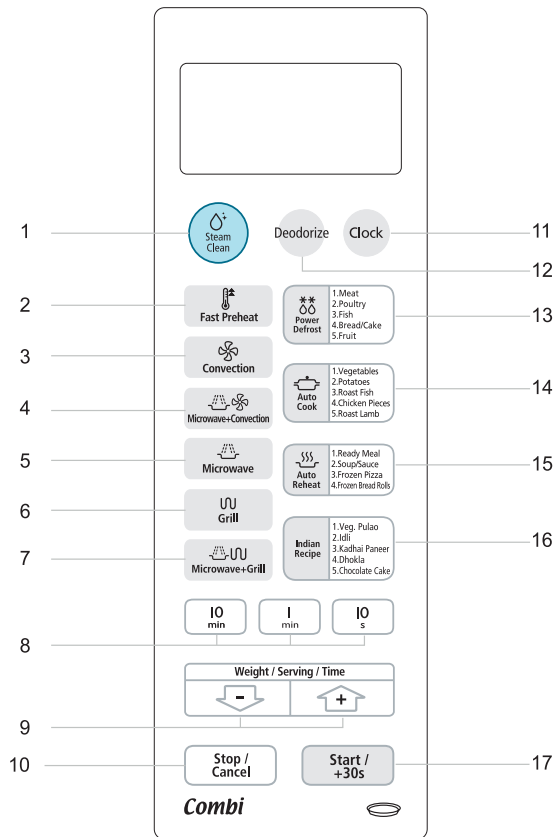 1
Steam
Clean
Deodorize
Clock
11
12
2
Fast Preheat
Power
Defrost
1.Meat
2.Poultry
3.Fish
4.Bread/Cake
5.Fruit
13
3
Convection
4
Microwave+Convection
Auto
Cook
1.Vegetables
2.Potatoes
3.Roast Fish
4.Chicken Pieces
5.Roast Lamb
14
5
Microwave
Auto
Reheat
1.Ready Meal
2.Soup/Sauce
3.Frozen Pizza
4.Frozen Bread Rolls
15
6
Grill
7
Microwave+Grill
Indian
Recipe
1.Veg. Pulao
2.Idli
3.Kadhai Paneer
4.Dhokla
5.Chocolate Cake
16
8
10
min
1
min
10
s
Weight / Serving / Time
9
-
+
10
Stop /
Cancel
Start /
+30s
17
Combi